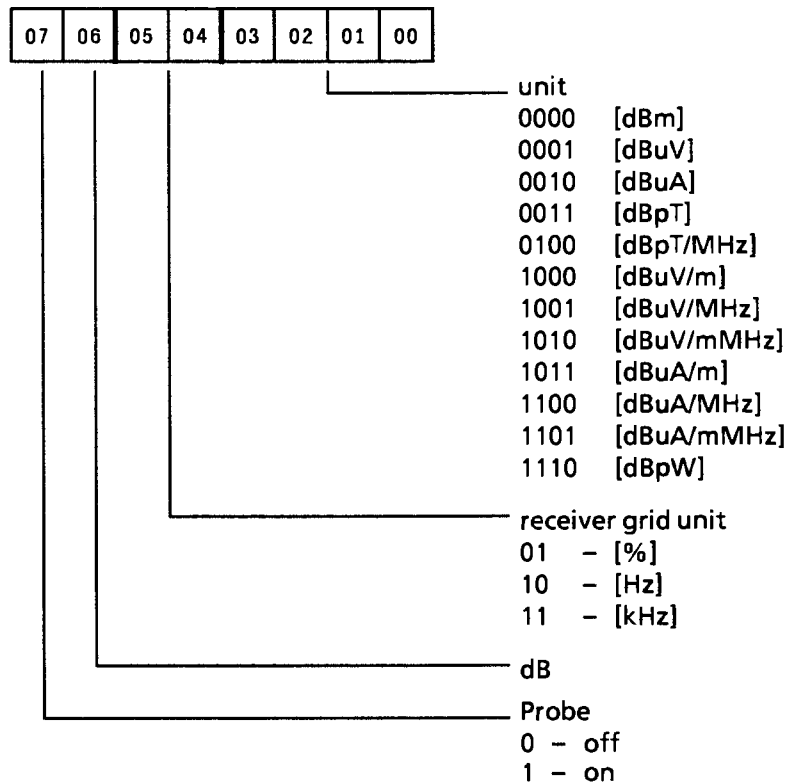 07 06 05 04 03 02 01 00
unit
0000 [dBm]
0001 [dBuV]
0010 [dBuA]
0011 [dBpT]
0100 [dBpT/MHz]
1000 [dBuV/m]
1001 [dBuV/MHz]
1010 [dBuV/mMHz]
1011 [dBuA/m]
1100 [dBuA/MHz]
1101 [dBuA/mMHz]
1110 [dBpW]
receiver grid unit
01 – [%]
10 – [Hz]
11 – [kHz]
dB
Probe
0 – off
1 – on